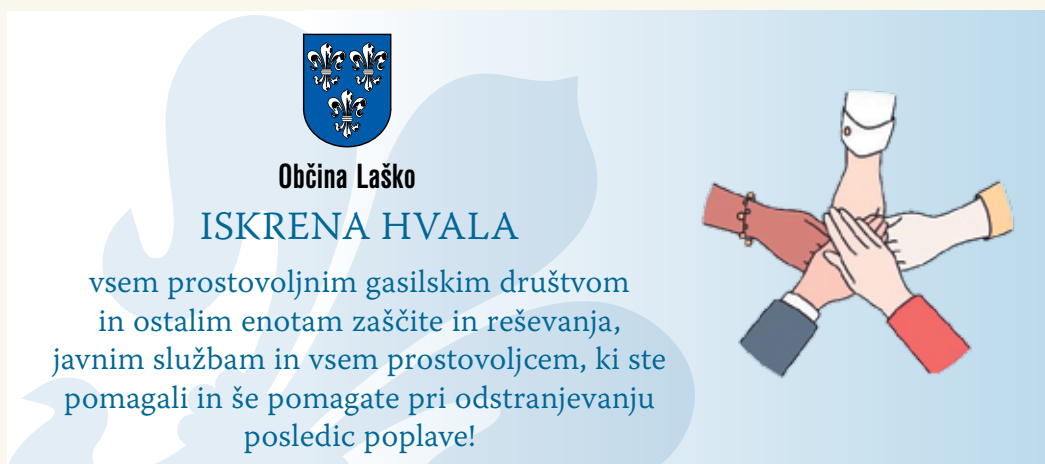 Občina Laško
ISKRENA HVALA
vsem prostovoljnim gasilskim društvom
in ostalim enotam zaščite in reševanja,
javnim službam in vsem prostovoljcem, ki ste
pomagali in še pomagate pri odstranjevanju
posledic poplave!